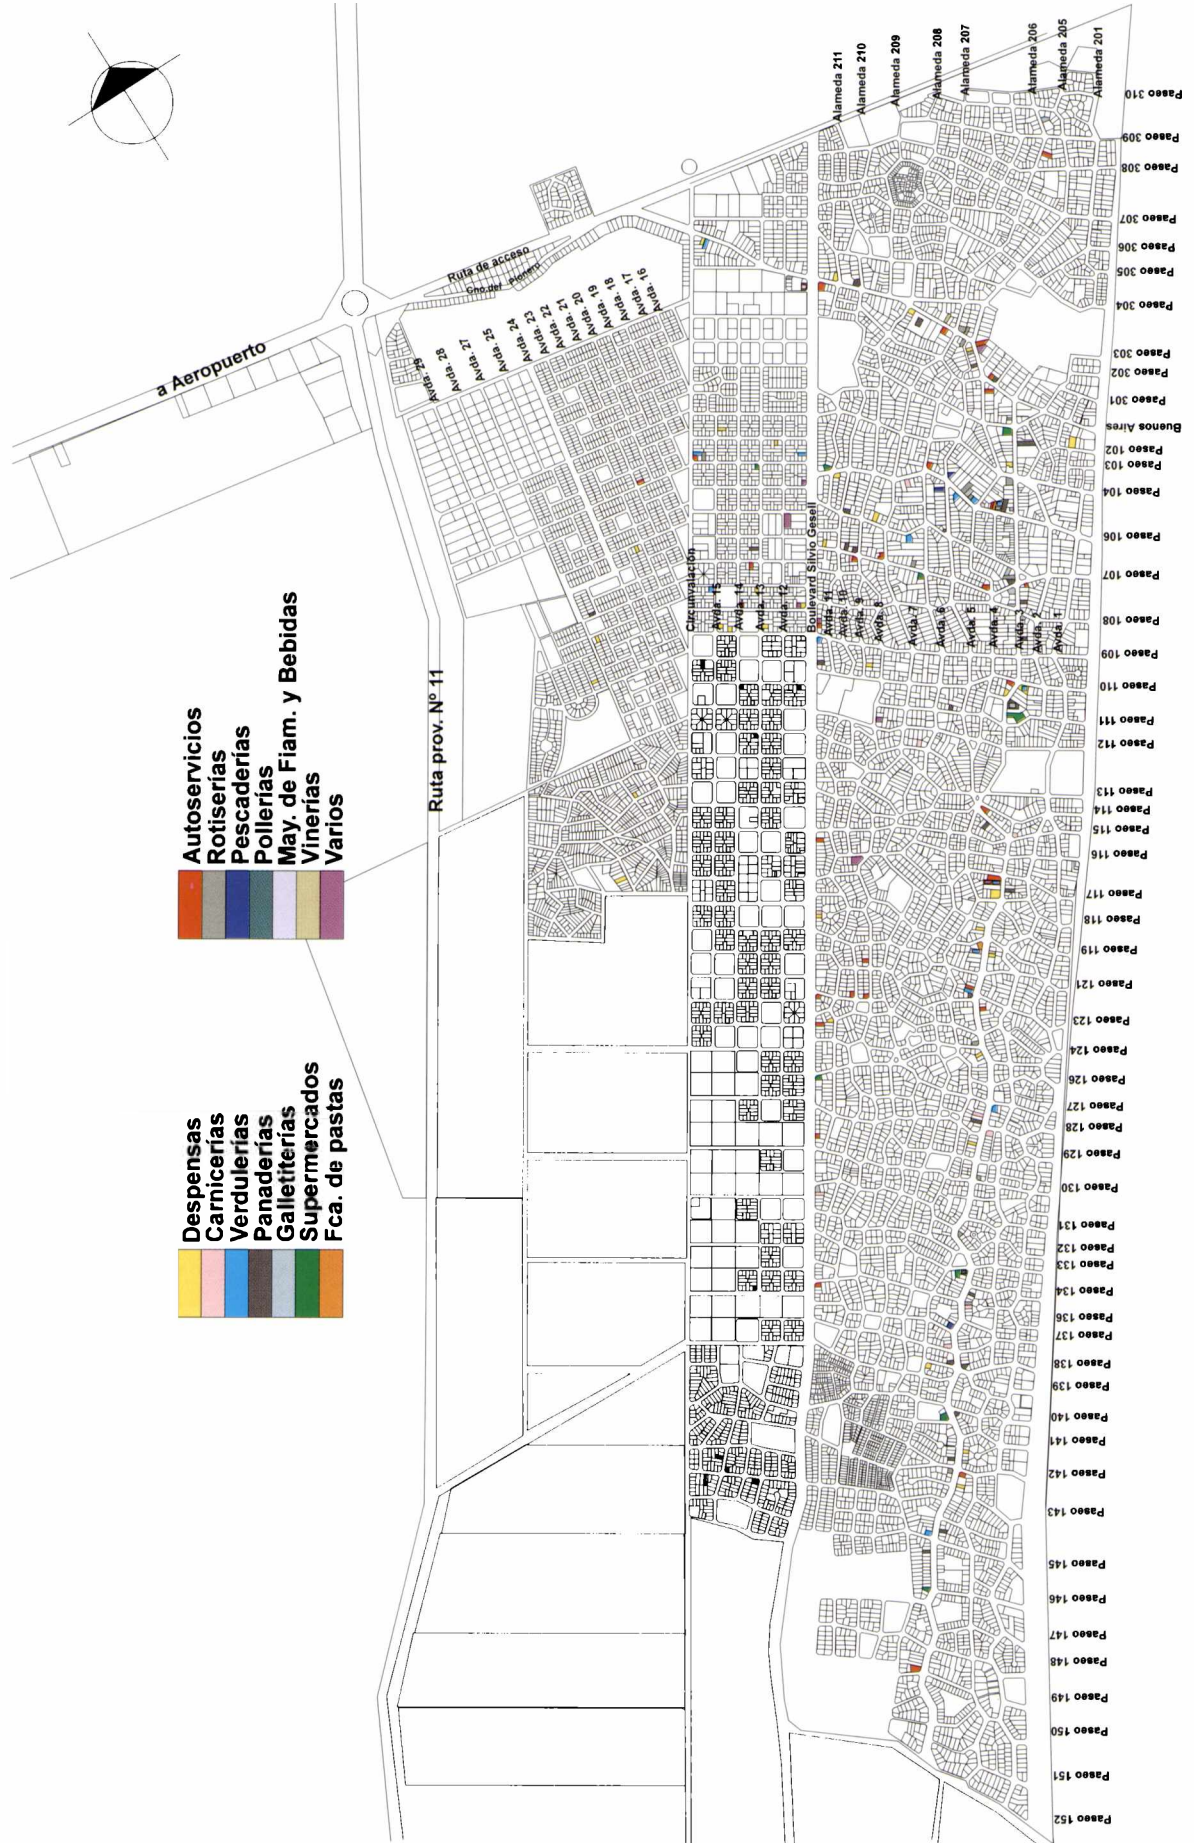 Alameda 211
Alameda 210
Alameda 209
Alameda 208
Alameda 207
Alameda 206
Alameda 205
Alameda 201
Paseo 310
Paseo 309
Paseo 308
Paseo 307
Paseo 306
Paseo 305
Paseo 304
Paseo 303
Paseo 302
Paseo 301
Buenos Aires
Paseo 102
Paseo 103
Paseo 104
Paseo 106
Paseo 107
Paseo 108
Paseo 109
Paseo 110
Paseo 111
Paseo 112
Paseo 113
Paseo 114
Paseo 115
Paseo 116
Paseo 117
Paseo 118
Paseo 119
Paseo 121
Paseo 123
Paseo 124
Paseo 126
Paseo 127
Paseo 128
Paseo 129
Paseo 130
Paseo 131
Paseo 132
Paseo 133
Paseo 134
Paseo 136
Paseo 137
Paseo 138
Paseo 139
Paseo 140
Paseo 141
Paseo 142
Paseo 143
Paseo 145
Paseo 146
Paseo 147
Paseo 148
Paseo 149
Paseo 150
Paseo 151
Paseo 152
a Aeropuerto
Ruta de acceso
Cno.del Pionero
Avda. 29
Avda. 28
Avda. 27
Avda. 25
Avda. 24
Avda. 23
Avda. 22
Avda. 21
Avda. 20
Avda. 19
Avda. 18
Avda. 17
Avda. 16
Ruta prov. Nº 11
Circunvalación
Avda. 15
Avda. 14
Avda. 13
Avda. 12
Boulevard Silvio Gesell
Avda. 11
Avda. 10
Avda. 9
Avda. 8
Avda. 7
Avda. 6
Avda. 5
Avda. 4
Avda. 3
Avda. 2
Avda. 1
Despensas
Carnicerías
Verdulerías
Panaderías
Galletiterías
Supermercados
Fca. de pastas
Autoservicios
Rotiserías
Pescaderías
Pollerías
May. de Fiam. y Bebidas
Vinerías
Varios